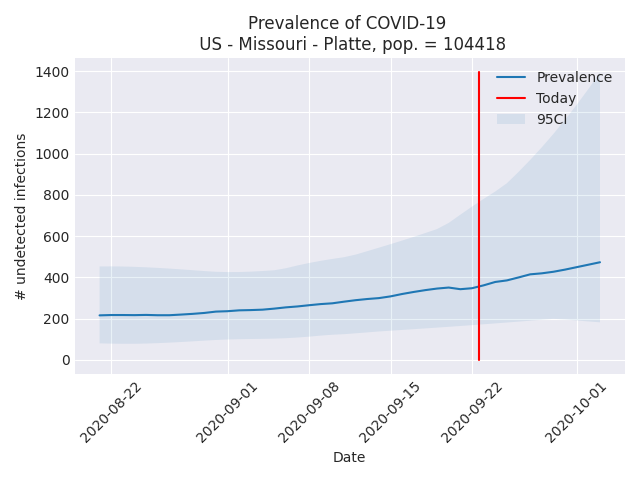 Prevalence of COVID-19
US - Missouri - Platte, pop. = 104418
1400
1200
1000
800
600
400
200
0
# undetected infections
Prevalence
Today
95CI
2020-08-22
2020-09-01
2020-09-08
2020-09-15
2020-09-22
2020-10-01
Date